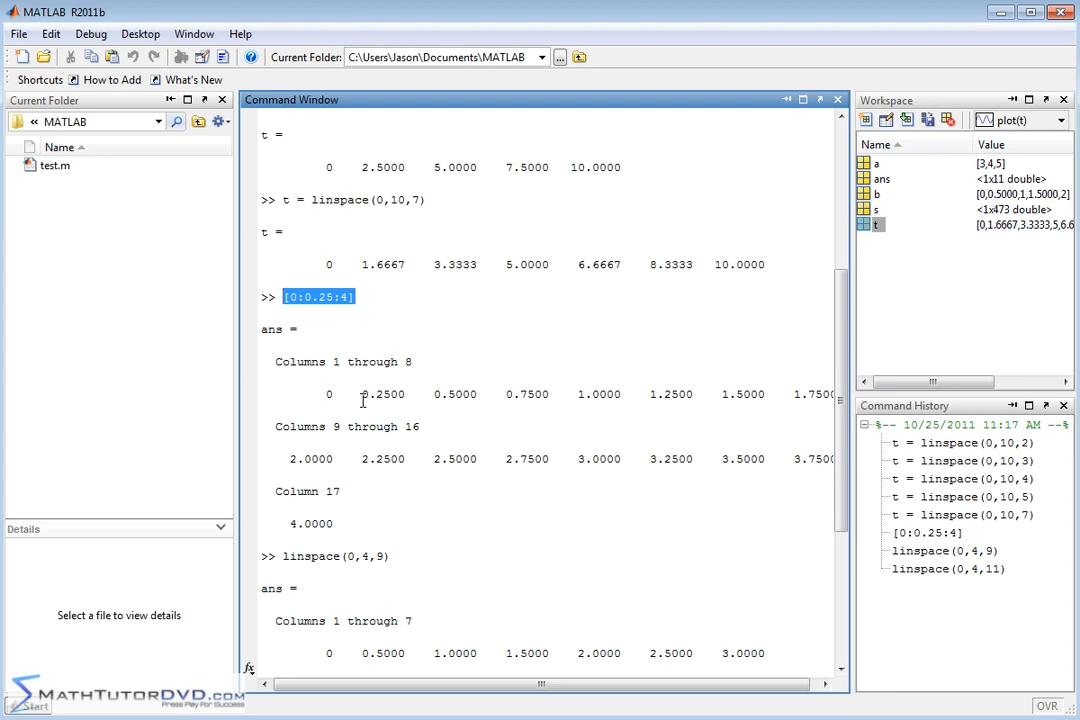 MATLAB R2011b
File Edit Debug Desktop Window Help
Current Folder: C:\Users\Jason\Documents\MATLAB ...
Shortcuts How to Add What's New
Current Folder
« MATLAB
Name
test.m
Details
Select a file to view details
Start
MATHTUTORDVD.COM
Press Play For Success
Command Window
t =
0 2.5000 5.0000 7.5000 10.0000
>> t = linspace(0,10,7)
t =
0 1.6667 3.3333 5.0000 6.6667 8.3333 10.0000
>> [0:0.25:4]
ans =
Columns 1 through 8
0 0.2500 0.5000 0.7500 1.0000 1.2500 1.5000 1.7500
Columns 9 through 16
2.0000 2.2500 2.5000 2.7500 3.0000 3.2500 3.5000 3.7500
Column 17
4.0000
>> linspace(0,4,9)
ans =
Columns 1 through 7
0 0.5000 1.0000 1.5000 2.0000 2.5000 3.0000
fx
Workspace
plot(t)
Name Value
a [3,4,5]
ans <1x11 double>
b [0,0.5000,1,1.5000,2]
s <1x473 double>
t [0,1.6667,3.3333,5,6.6
Command History
%-- 10/25/2011 11:17 AM --%
t = linspace(0,10,2)
t = linspace(0,10,3)
t = linspace(0,10,4)
t = linspace(0,10,5)
t = linspace(0,10,7)
[0:0.25:4]
linspace(0,4,9)
linspace(0,4,11)
OVR